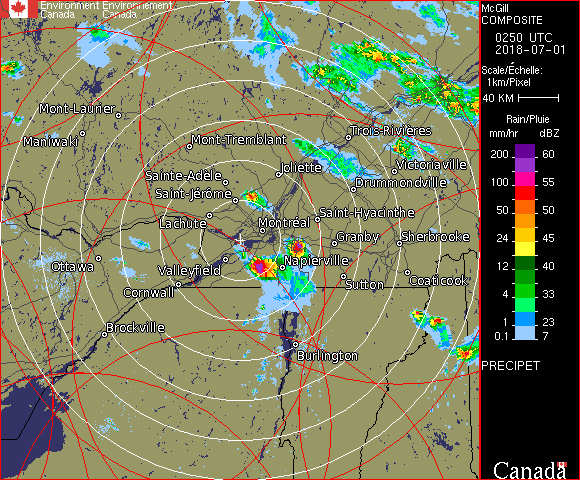 Environment Environnement
Canada Canada
McGill
COMPOSITE
0250 UTC
2018-07-01
Scale/Échelle:
1km/Pixel
40 KM
Rain/Pluie
mm/hr dBZ
200 60
100 55
50 50
24 45
12 40
4 33
1 23
0.1 7
PRECIPET
Canada
Mont-Laurier
Maniwaki
Mont-Tremblant
Trois-Rivières
Joliette
Victoriaville
Sainte-Adèle
Drummondville
Saint-Jérôme
Lachute
Saint-Hyacinthe
Montréal
Granby
Sherbrooke
Ottawa
Valleyfield
Napierville
Cornwall
Sutton
Coaticook
Brockville
Burlington